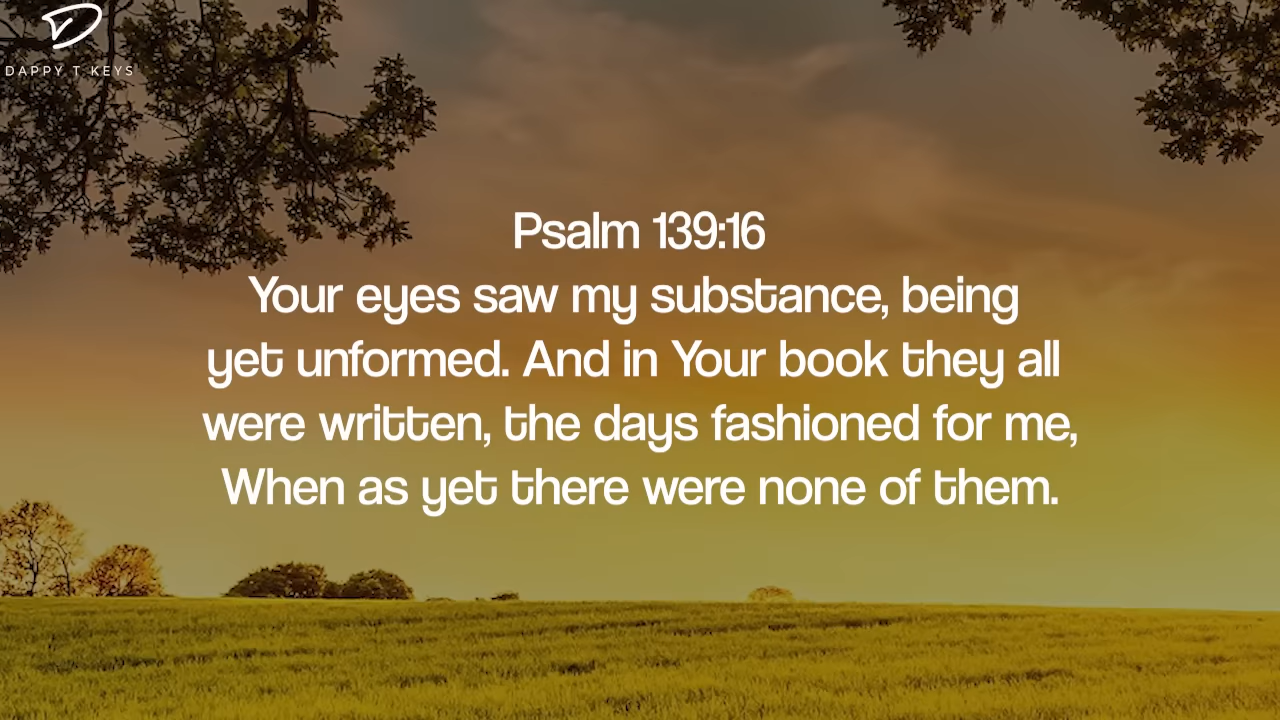 DAPPY T KEYS
Psalm 139:16
Your eyes saw my substance, being
yet unformed. And in Your book they all
were written, the days fashioned for me,
When as yet there were none of them.